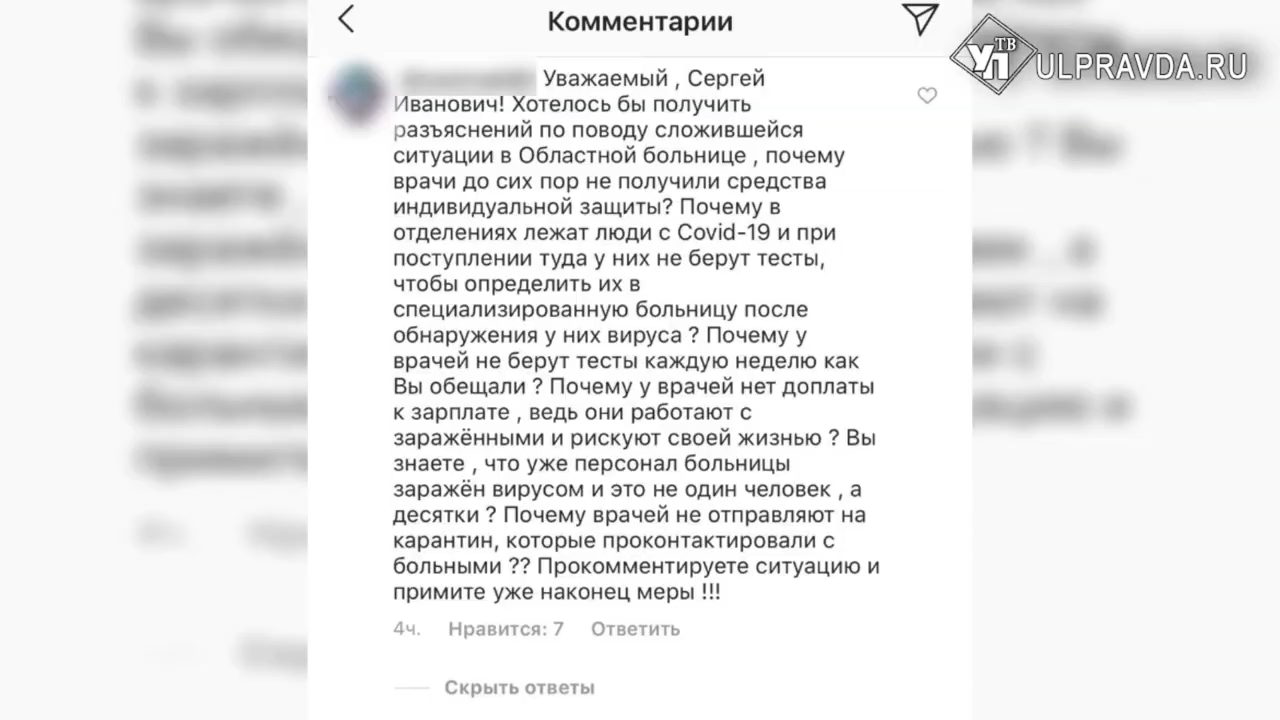 Комментарии
УП ТВ
ULPRAVDA.RU
Уважаемый , Сергей
Иванович! Хотелось бы получить
разъяснений по поводу сложившейся
ситуации в Областной больнице , почему
врачи до сих пор не получили средства
индивидуальной защиты? Почему в
отделениях лежат люди с Covid-19 и при
поступлении туда у них не берут тесты,
чтобы определить их в
специализированную больницу после
обнаружения у них вируса ? Почему у
врачей не берут тесты каждую неделю как
Вы обещали ? Почему у врачей нет доплаты
к зарплате , ведь они работают с
заражёнными и рискуют своей жизнью ? Вы
знаете , что уже персонал больницы
заражён вирусом и это не один человек , а
десятки ? Почему врачей не отправляют на
карантин, которые проконтактировали с
больными ?? Прокомментируете ситуацию и
примите уже наконец меры !!!
4ч. Нравится: 7 Ответить
Скрыть ответы